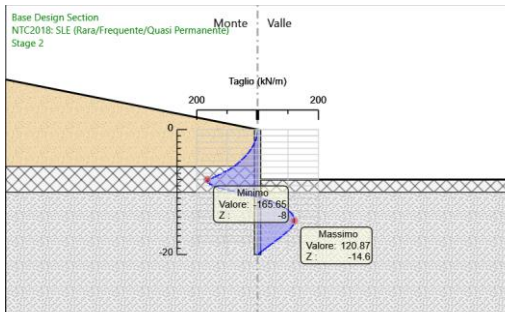 Base Design Section
NTC2018: SLE (Rara/Frequente/Quasi Permanente)
Stage 2
Monte
Valle
Taglio (kN/m)
200
200
0
Minimo
Valore: -165.65
Z : -8
Massimo
Valore: 120.87
Z : -14.6
-20